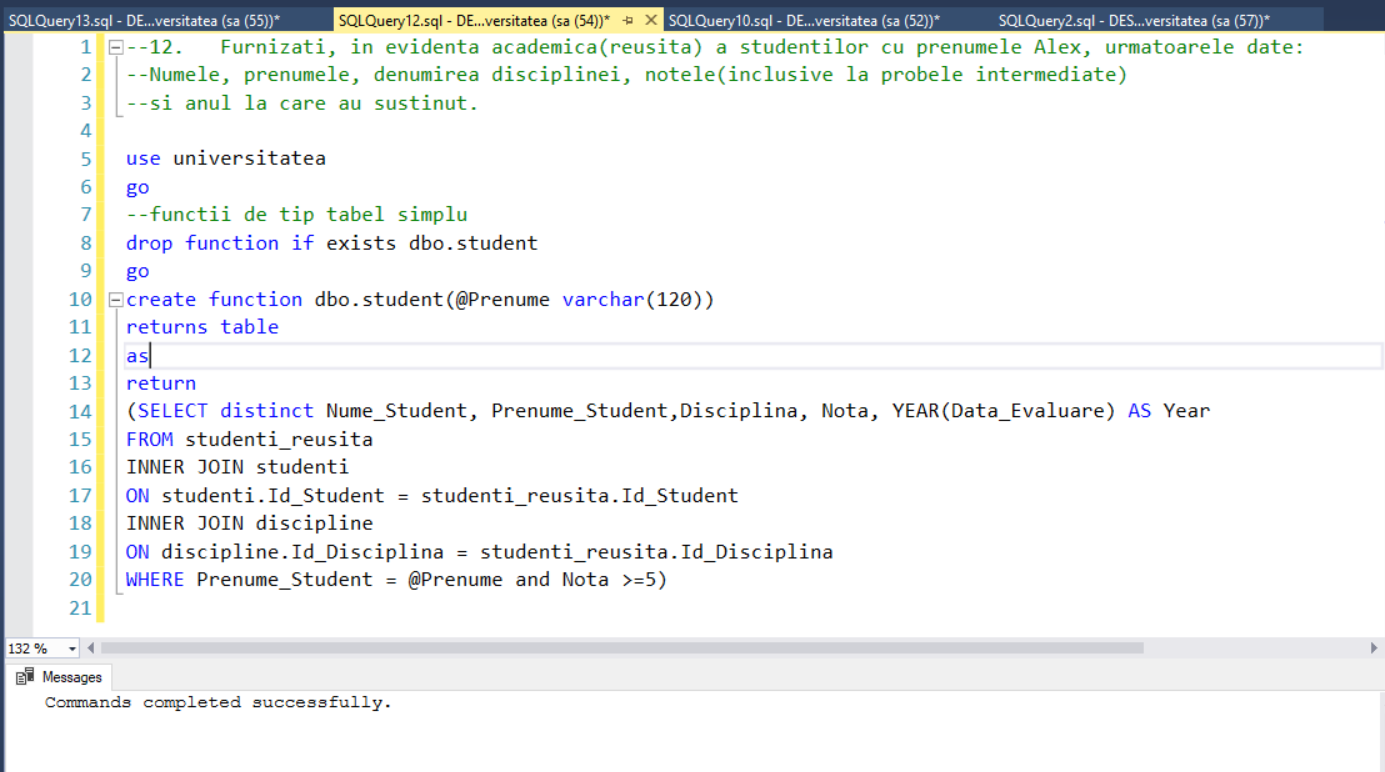 SQLQuery13.sql - DE...versitatea (sa (55))* SQLQuery12.sql - DE...versitatea (sa (54))* SQLQuery10.sql - DE...versitatea (sa (52))* SQLQuery2.sql - DES...versitatea (sa (57))*
1 --12. Furnizati, in evidenta academica(reusita) a studentilor cu prenumele Alex, urmatoarele date:
2 --Numele, prenumele, denumirea disciplinei, notele(inclusive la probele intermediate)
3 --si anul la care au sustinut.
4
5 use universitatea
6 go
7 --functii de tip tabel simplu
8 drop function if exists dbo.student
9 go
10 create function dbo.student(@Prenume varchar(120))
11 returns table
12 as
13 return
14 (SELECT distinct Nume_Student, Prenume_Student,Disciplina, Nota, YEAR(Data_Evaluare) AS Year
15 FROM studenti_reusita
16 INNER JOIN studenti
17 ON studenti.Id_Student = studenti_reusita.Id_Student
18 INNER JOIN discipline
19 ON discipline.Id_Disciplina = studenti_reusita.Id_Disciplina
20 WHERE Prenume_Student = @Prenume and Nota >=5)
21
132 %
Messages
Commands completed successfully.